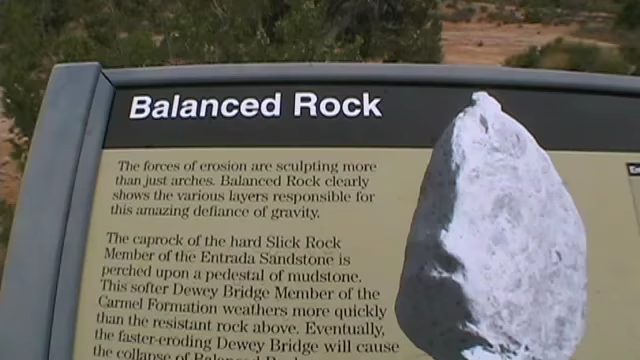 Balanced Rock
The forces of erosion are sculpting more
than just arches. Balanced Rock clearly
shows the various layers responsible for
this amazing defiance of gravity.
The caprock of the hard Slick Rock
Member of the Entrada Sandstone is
perched upon a pedestal of mudstone.
This softer Dewey Bridge Member of the
Carmel Formation weathers more quickly
than the resistant rock above. Eventually,
the faster-eroding Dewey Bridge will cause
the collapse of Balanced